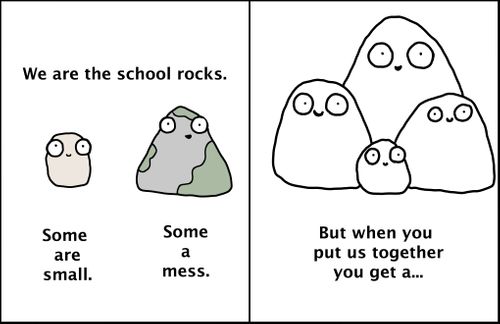 We are the school rocks.
Some
are
small.
Some
a
mess.
But when you
put us together
you get a...